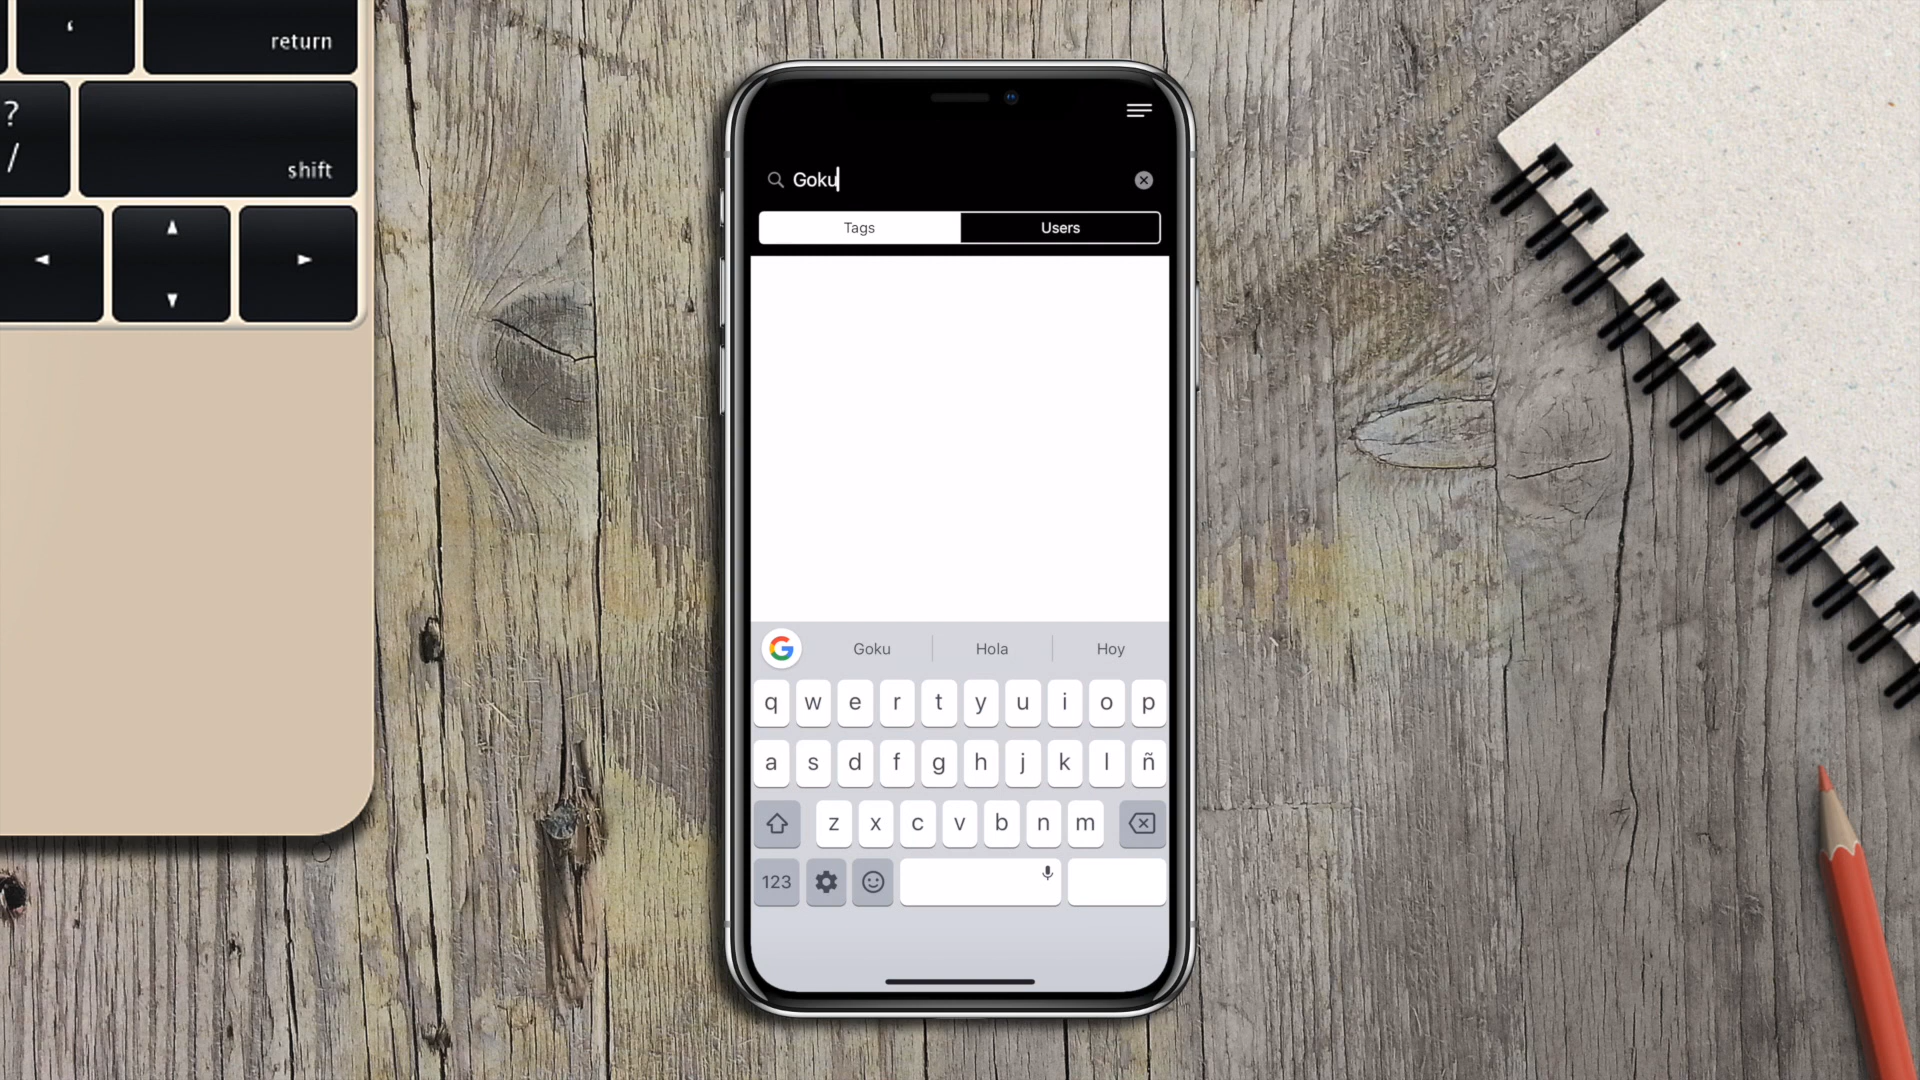 ‘
return
?
/
shift
Goku
Tags Users
G Goku Hola Hoy
q w e r t y u i o p
a s d f g h j k l ñ
z x c v b n m
123